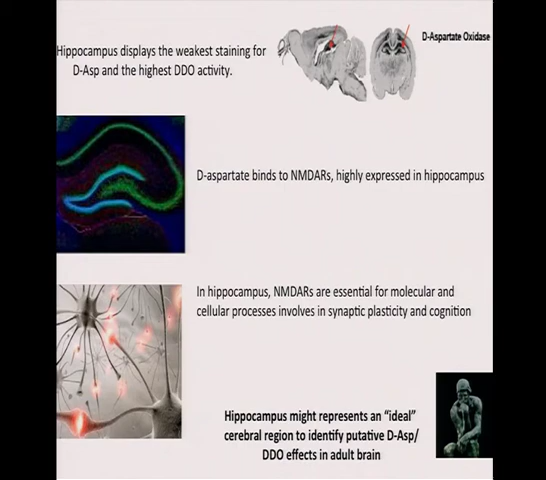 Hippocampus displays the weakest staining for
D-Asp and the highest DDO activity.
D-Aspartate Oxidase
D-aspartate binds to NMDARs, highly expressed in hippocampus
In hippocampus, NMDARs are essential for molecular and
cellular processes involves in synaptic plasticity and cognition
Hippocampus might represents an “ideal”
cerebral region to identify putative D-Asp/
DDO effects in adult brain